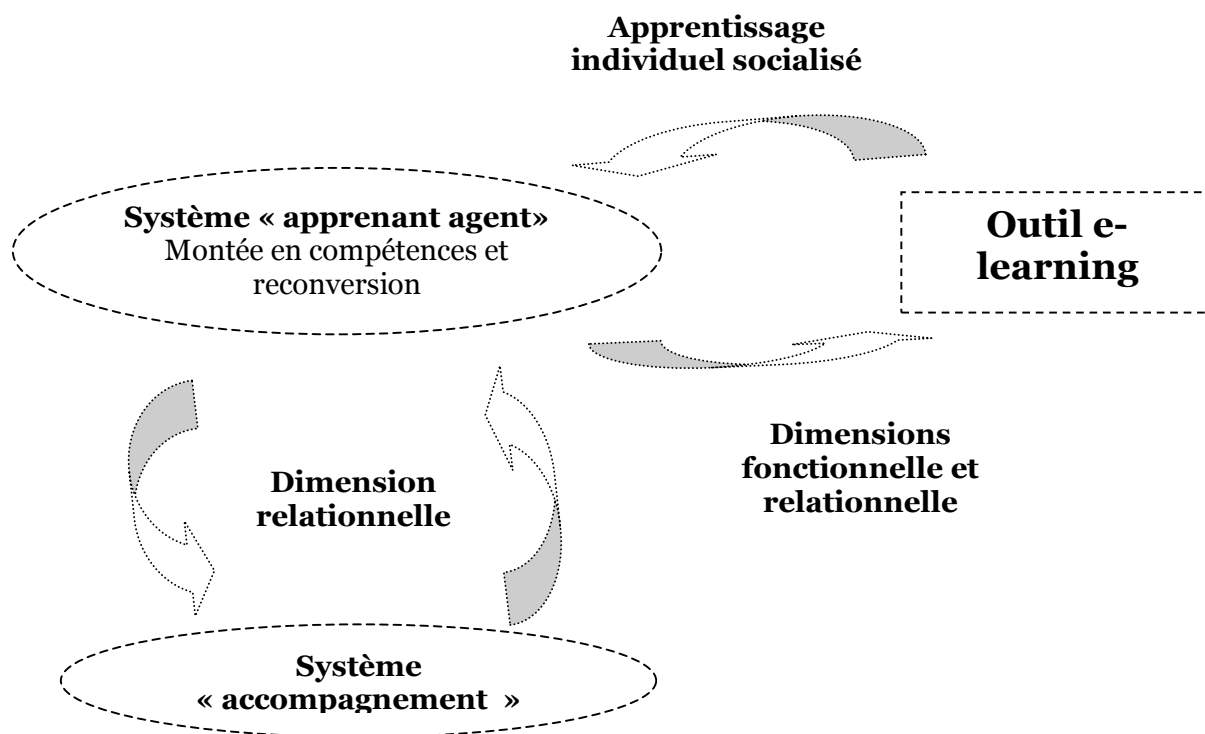 Apprentissage
individuel socialisé
Système « apprenant agent»
Montée en compétences et
reconversion
Outil e-
learning
Dimension
relationnelle
Dimensions
fonctionnelle et
relationnelle
Système
« accompagnement »